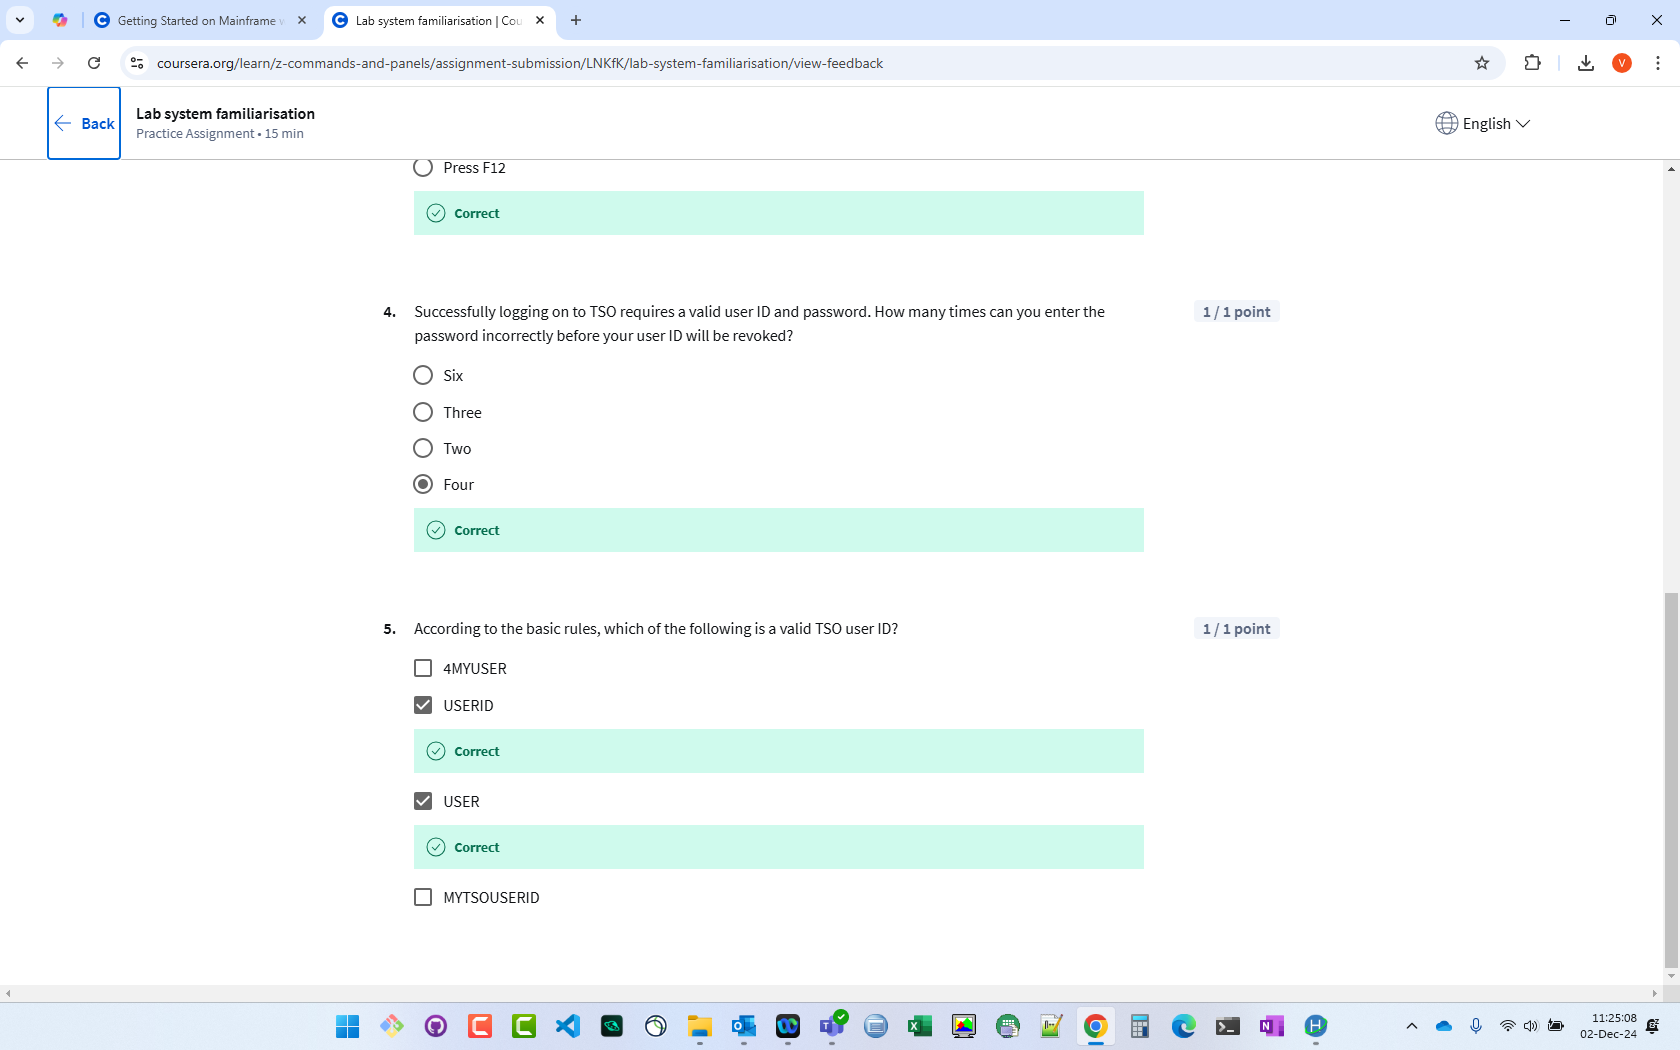 Getting Started on Mainframe
Lab system familiarisation | Cou
coursera.org/learn/z-commands-and-panels/assignment-submission/LNKfK/lab-system-familiarisation/view-feedback
V
Back
Lab system familiarisation
Practice Assignment • 15 min
English
Press F12
Correct
4. Successfully logging on to TSO requires a valid user ID and password. How many times can you enter the
password incorrectly before your user ID will be revoked?
1 / 1 point
Six
Three
Two
Four
Correct
5. According to the basic rules, which of the following is a valid TSO user ID?
1 / 1 point
4MYUSER
USERID
Correct
USER
Correct
MYTSOUSERID
11:25:08
02-Dec-24